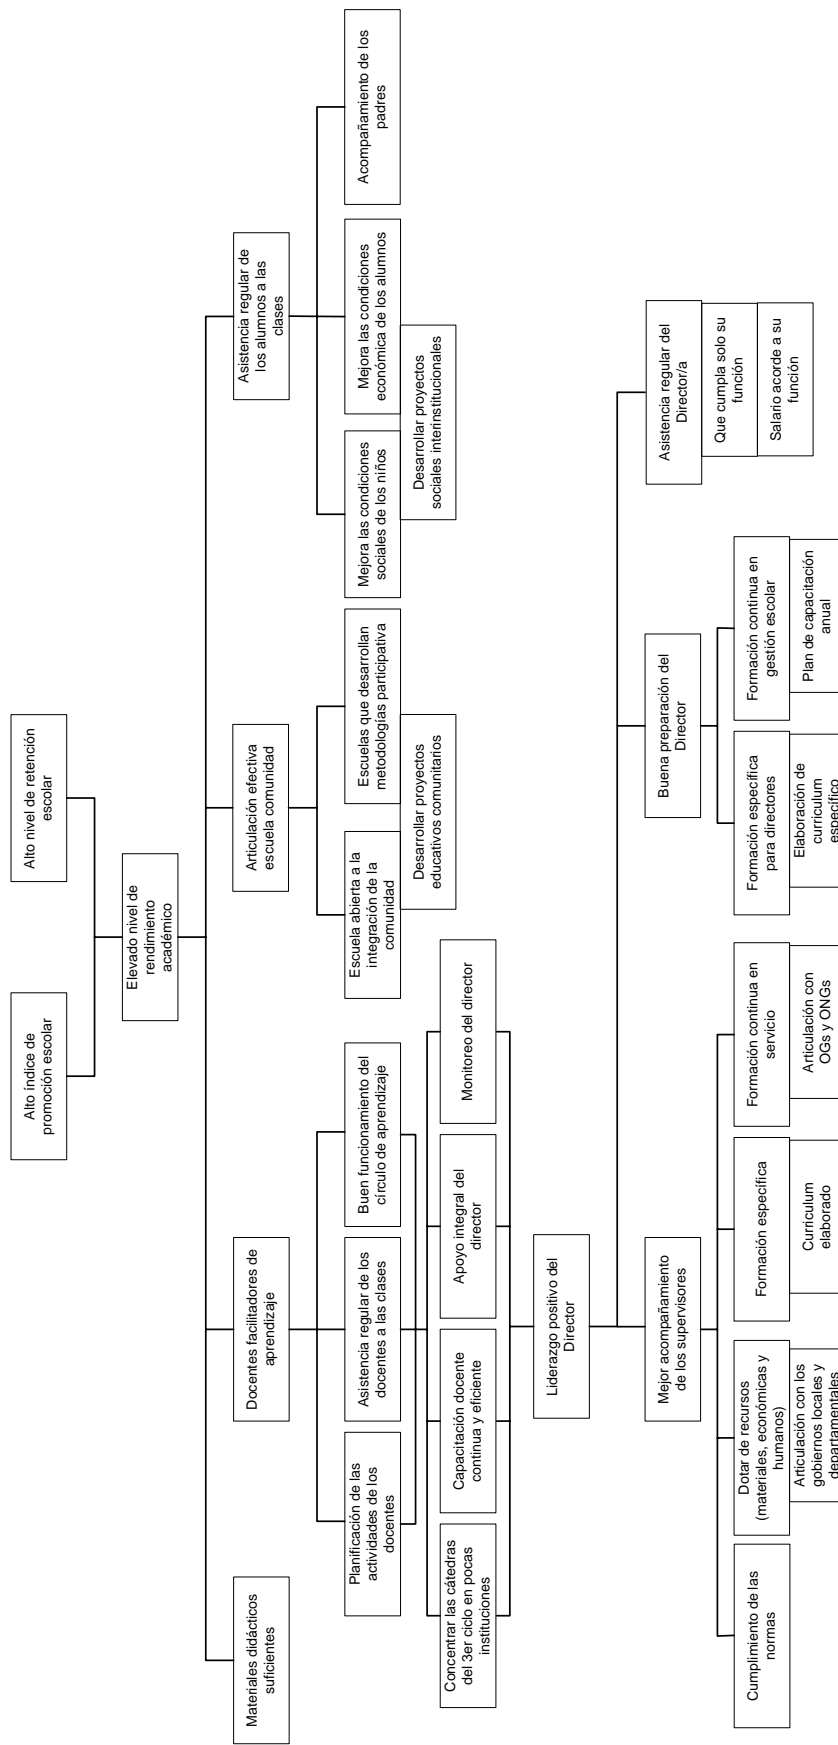 Alto índice de
promoción escolar
Alto nivel de retención
escolar
Elevado nivel de
rendimiento
académico
Materiales didácticos
suficientes
Docentes facilitadores de
aprendizaje
Articulación efectiva
escuela comunidad
Asistencia regular de
los alumnos a las
clases
Planificación de las
actividades de los
docentes
Asistencia regular de los
docentes a las clases
Buen funcionamiento del
círculo de aprendizaje
Escuela abierta a la
integración de la
comunidad
Escuelas que desarrollan
metodologías participativa
Mejora las condiciones
sociales de los niños
Mejora las condiciones
económica de los alumnos
Acompañamiento de los
padres
Desarrollar proyectos
educativos comunitarios
Desarrollar proyectos
sociales interinstitucionales
Concentrar las cátedras
del 3er ciclo en pocas
instituciones
Capacitación docente
continua y eficiente
Apoyo integral del
director
Monitoreo del director
Liderazgo positivo del
Director
Mejor acompañamiento
de los supervisores
Buena preparación del
Director
Asistencia regular del
Director/a
Que cumpla solo su
función
Salario acorde a su
función
Cumplimiento de las
normas
Dotar de recursos
(materiales, económicas y
humanos)
Formación específica
Formación continua en
servicio
Formación específica
para directores
Formación continua en
gestión escolar
Articulación con los
gobiernos locales y
departamentales
Curriculum
elaborado
Articulación con
OGs y ONGs
Elaboración de
curriculum
específico
Plan de capacitación
anual